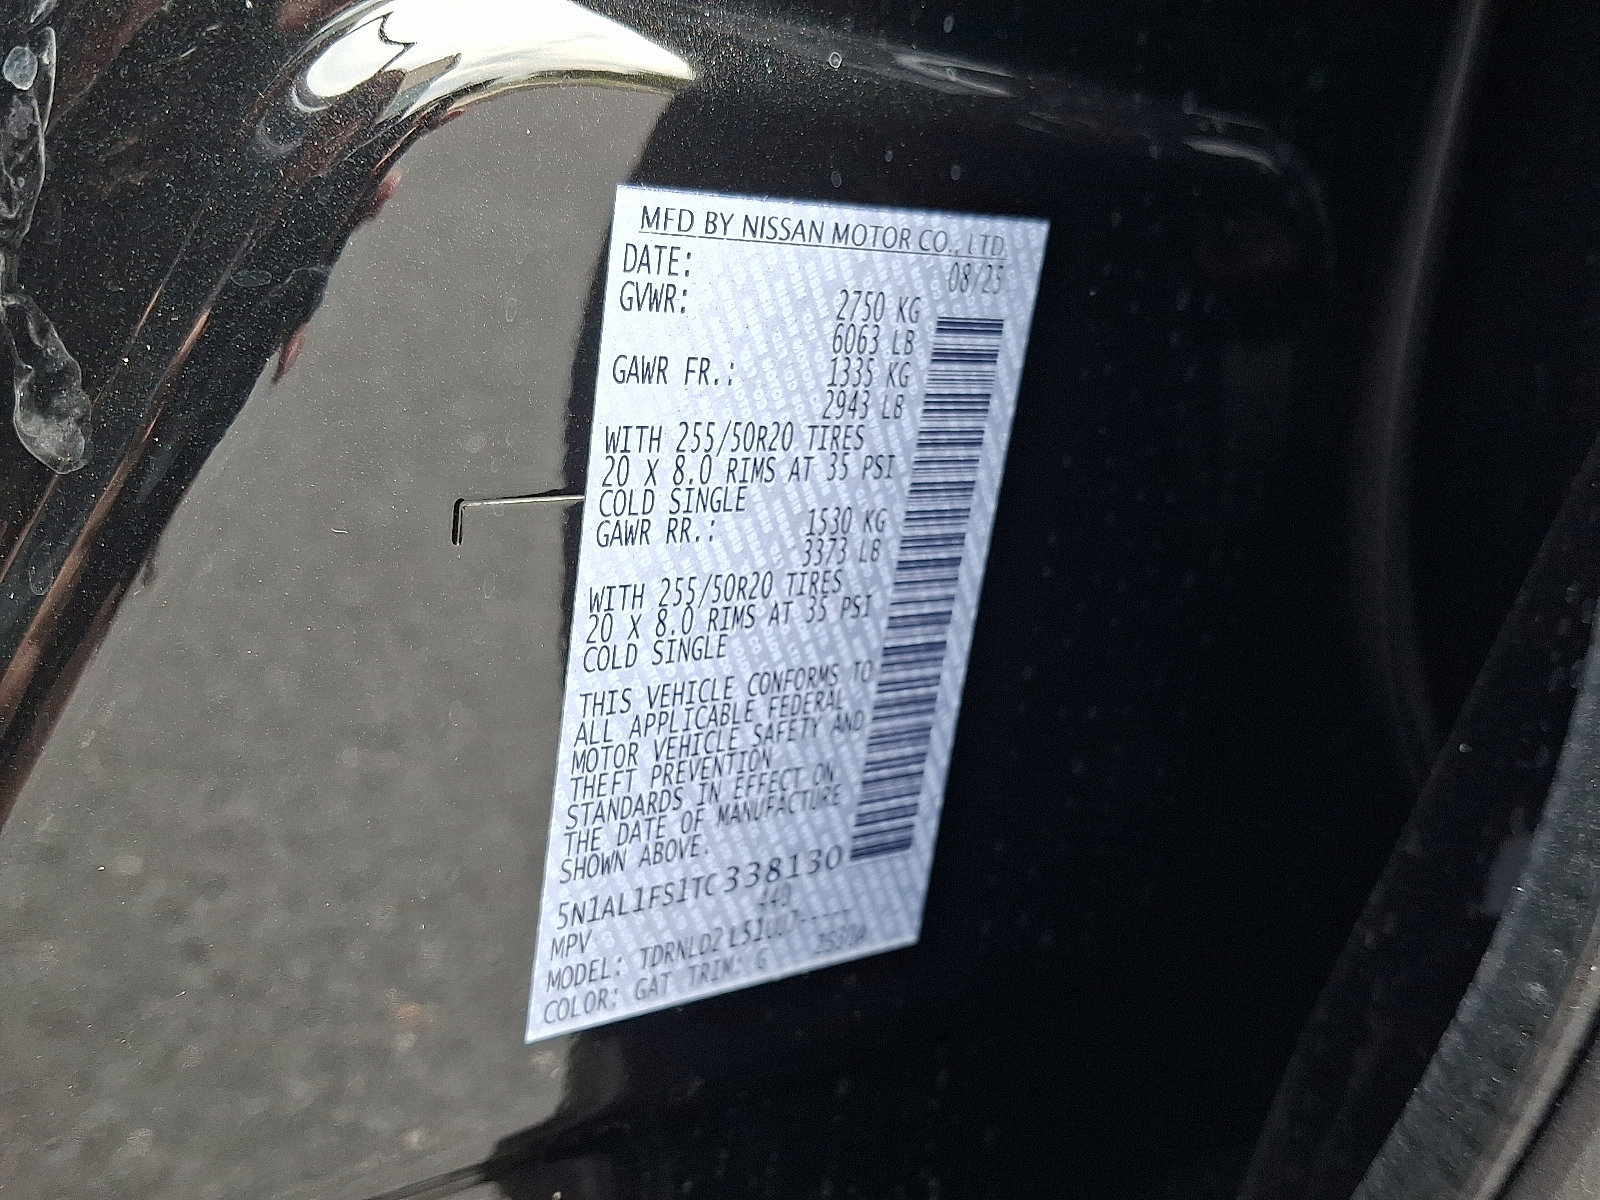 MFD BY NISSAN MOTOR CO., LTD.
DATE: 08/25
GVWR: 2750 KG
6063 LB
GAWR FR.: 1335 KG
2943 LB
WITH 255/50R20 TIRES
20 X 8.0 RIMS AT 35 PSI
COLD SINGLE
GAWR RR.: 1530 KG
3373 LB
WITH 255/50R20 TIRES
20 X 8.0 RIMS AT 35 PSI
COLD SINGLE
THIS VEHICLE CONFORMS TO
ALL APPLICABLE FEDERAL
MOTOR VEHICLE SAFETY AND
THEFT PREVENTION
STANDARDS IN EFFECT ON
THE DATE OF MANUFACTURE
SHOWN ABOVE.
5N1AL1FS1TC338130
MPV
MODEL: TDRNLD2
COLOR: GAT TRIM: G